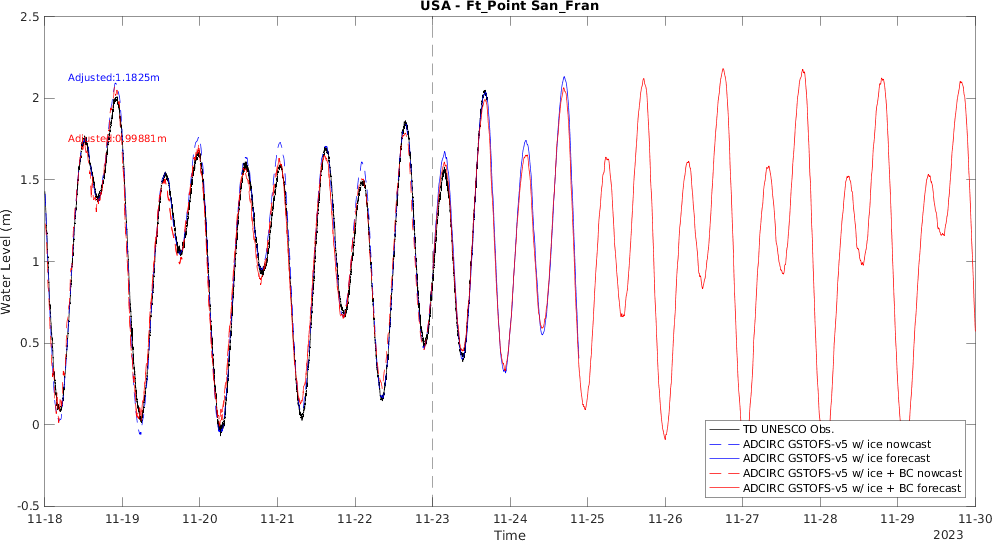 USA - Ft_Point San_Fran
2.5
2
1.5
1
0.5
0
-0.5
Water Level (m)
Adjusted:1.1825m
Adjusted:0.99881m
TD UNESCO Obs.
ADCIRC GSTOFS-v5 w/ ice nowcast
ADCIRC GSTOFS-v5 w/ ice forecast
ADCIRC GSTOFS-v5 w/ ice + BC nowcast
ADCIRC GSTOFS-v5 w/ ice + BC forecast
11-18 11-19 11-20 11-21 11-22 11-23 11-24 11-25 11-26 11-27 11-28 11-29 11-30
Time
2023